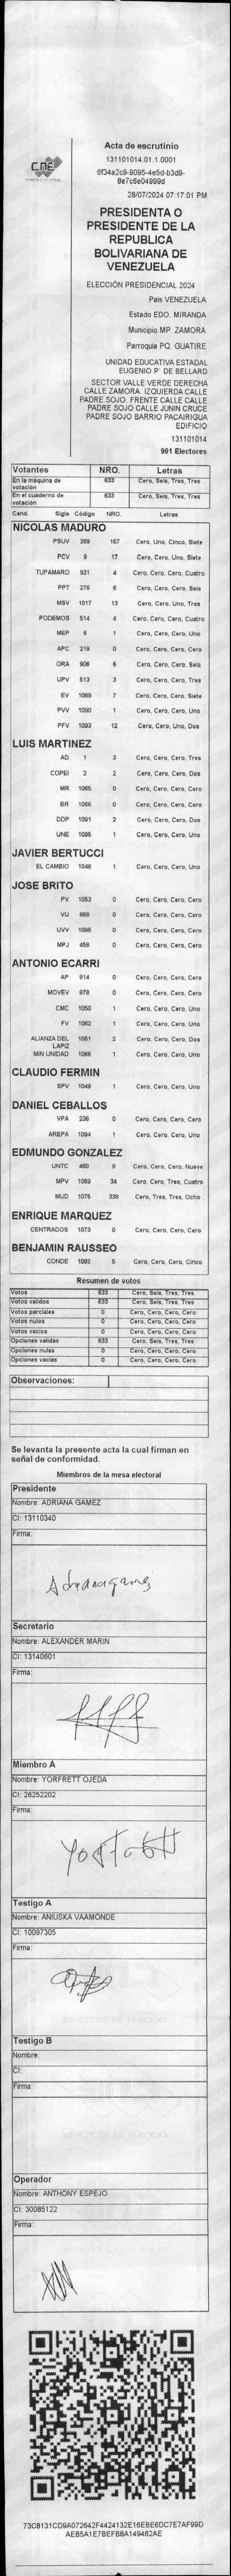 CNE
Acta de escrutinio
131101014.01.1.0001
6f34a2c9-9095-4e5d-b3d9-
9e7c6e04999d
28/07/2024 07:17:01 PM
PRESIDENTA O
PRESIDENTE DE LA
REPUBLICA
BOLIVARIANA DE
VENEZUELA
ELECCIÓN PRESIDENCIAL 2024
Pais VENEZUELA
Estado EDO. MIRANDA
Municipio MP. ZAMORA
Parroquia PQ. GUATIRE
UNIDAD EDUCATIVA ESTADAL
EUGENIO P' DE BELLARD
SECTOR VALLE VERDE DERECHA
CALLE ZAMORA. IZQUIERDA CALLE
PADRE SOJO. FRENTE CALLE CALLE
PADRE SOJO CALLE JUNIN CRUCE
PADRE SOJO BARRIO PACAIRIGUA
EDIFICIO
131101014
961 Electores
Votantes NRO. Letras
En la máquina de votación 633 Cero, Seis, Tres, Tres
En el cuaderno de votación 633 Cero, Seis, Tres, Tres
Cand. Sigla Código NRO. Letras
NICOLAS MADURO
PSUV 269 157 Cero, Uno, Cinco, Siete
PCV 9 17 Cero, Cero, Uno, Siete
TUPAMARO 931 4 Cero, Cero, Cero, Cuatro
PPT 276 6 Cero, Cero, Cero, Seis
MSV 1017 13 Cero, Cero, Uno, Tres
PODEMOS 514 4 Cero, Cero, Cero, Cuatro
MEP 6 1 Cero, Cero, Cero, Uno
APC 219 0 Cero, Cero, Cero, Cero
ORA 906 6 Cero, Cero, Cero, Seis
UPV 513 3 Cero, Cero, Cero, Tres
EV 1089 7 Cero, Cero, Cero, Siete
PVV 1090 1 Cero, Cero, Cero, Uno
PFV 1093 12 Cero, Cero, Uno, Dos
LUIS MARTINEZ
AD 1 3 Cero, Cero, Cero, Tres
COPEI 2 2 Cero, Cero, Cero, Dos
MR 1065 0 Cero, Cero, Cero, Cero
BR 1066 0 Cero, Cero, Cero, Cero
DDP 1091 2 Cero, Cero, Cero, Dos
UNE 1095 1 Cero, Cero, Cero, Uno
JAVIER BERTUCCI
EL CAMBIO 1048 1 Cero, Cero, Cero, Uno
JOSE BRITO
PV 1053 0 Cero, Cero, Cero, Cero
VU 969 0 Cero, Cero, Cero, Cero
UVV 1096 0 Cero, Cero, Cero, Cero
MPJ 458 0 Cero, Cero, Cero, Cero
ANTONIO ECARRI
AP 814 0 Cero, Cero, Cero, Cero
MOVEV 978 0 Cero, Cero, Cero, Cero
CMC 1050 1 Cero, Cero, Cero, Uno
FV 1062 1 Cero, Cero, Cero, Uno
ALIANZA DEL 1061 2 Cero, Cero, Cero, Dos
LAPIZ
MIN UNIDAD 1088 1 Cero, Cero, Cero, Uno
CLAUDIO FERMIN
SPV 1049 1 Cero, Cero, Cero, Uno
DANIEL CEBALLOS
VPA 236 0 Cero, Cero, Cero, Cero
AREPA 1094 1 Cero, Cero, Cero, Uno
EDMUNDO GONZALEZ
UNTC 460 9 Cero, Cero, Cero, Nueve
MPV 1069 34 Cero, Cero, Tres, Cuatro
MUD 1075 338 Cero, Tres, Tres, Ocho
ENRIQUE MARQUEZ
CENTRADOS 1073 0 Cero, Cero, Cero, Cero
BENJAMIN RAUSSEO
CONDE 1092 5 Cero, Cero, Cero, Cinco
Resumen de votos
Votos 633 Cero, Seis, Tres, Tres
Votos validos 633 Cero, Seis, Tres, Tres
Votos parciales 0 Cero, Cero, Cero, Cero
Votos nulos 0 Cero, Cero, Cero, Cero
Votos vacios 0 Cero, Cero, Cero, Cero
Opciones validas 633 Cero, Seis, Tres, Tres
Opciones nulas 0 Cero, Cero, Cero, Cero
Opciones vacias 0 Cero, Cero, Cero, Cero
Observaciones:
Se levanta la presente acta la cual firman en
señal de conformidad.
Miembros de la mesa electoral
Presidente
Nombre: ADRIANA GAMEZ
CI: 13110340
Firma:
Adriana gamez
Secretario
Nombre: ALEXANDER MARIN
CI: 13140601
Firma:
Miembro A
Nombre: YORFRETT OJEDA
CI: 26252202
Firma:
Testigo A
Nombre: ANIUSKA VAAMONDE
CI: 10097305
Firma:
Testigo B
Nombre:
CI:
Firma:
Operador
Nombre: ANTHONY ESPEJO
CI: 30085122
Firma:
73C8131CD9A072642F4424132E16EBE6DC7E7AF99D
AEB5A1E7BEFB8A149462AE